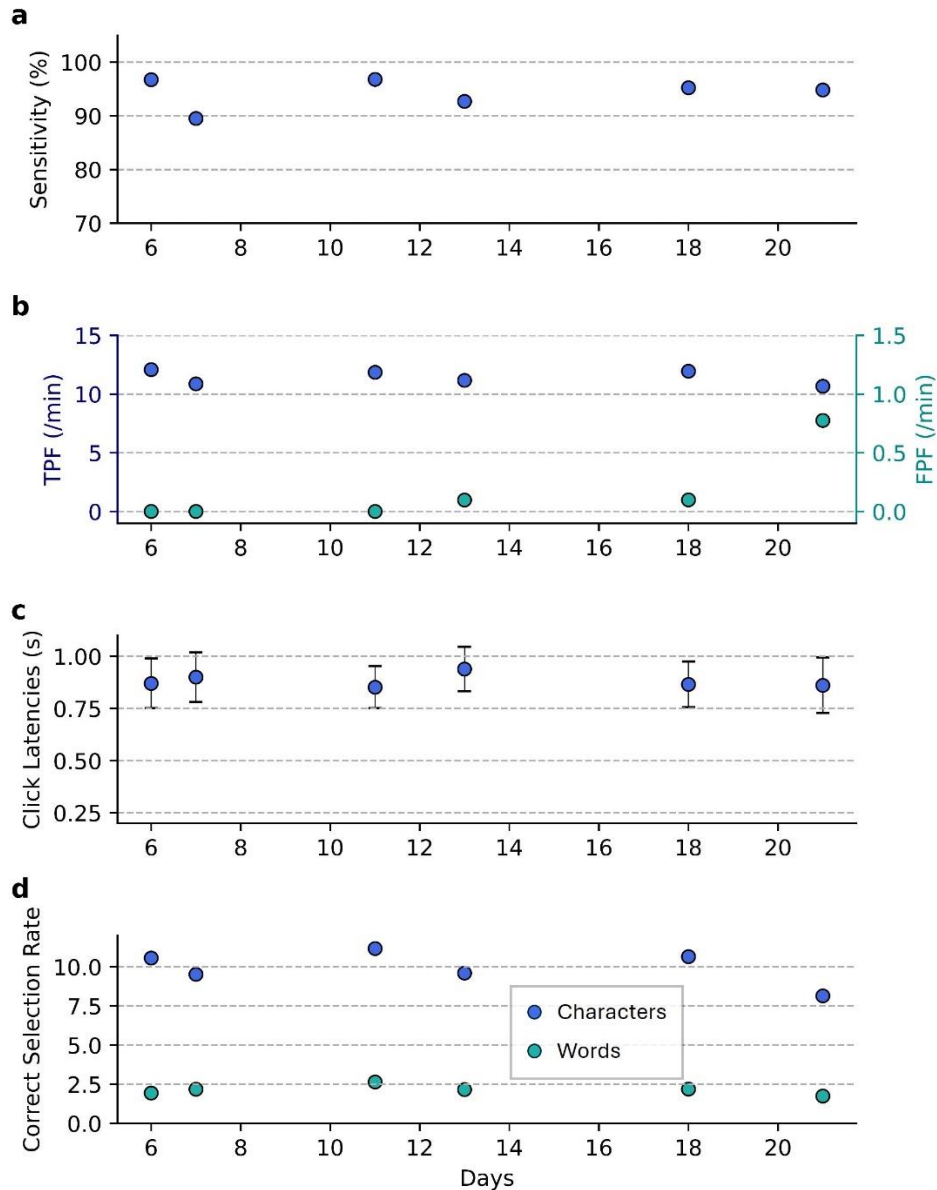 a
Sensitivity (%)
100
90
80
70
6 7 8 10 11 12 13 14 16 18 20
b
TPF (/min)
15
10
5
0
FPF (/min)
1.5
1.0
0.5
0.0
6 8 10 12 14 16 18 20
c
Click Latencies (s)
1.00
0.75
0.50
0.25
6 8 10 12 14 16 18 20
d
Correct Selection Rate
10.0
7.5
5.0
2.5
0.0
Characters
Words
6 8 10 12 14 16 18 20
Days